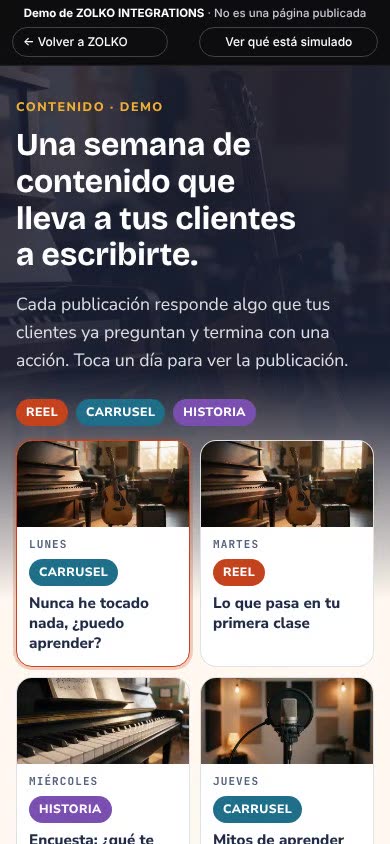 Demo de ZOLKO INTEGRATIONS · No es una página publicada
← Volver a ZOLKO
Ver qué está simulado
CONTENIDO · DEMO
Una semana de
contenido que
lleva a tus clientes
a escribirte.
Cada publicación responde algo que tus
clientes ya preguntan y termina con una
acción. Toca un día para ver la publicación.
REEL
CARRUSEL
HISTORIA
LUNES
CARRUSEL
Nunca he tocado
nada, ¿puedo
aprender?
MARTES
REEL
Lo que pasa en tu
primera clase
MIÉRCOLES
HISTORIA
Encuesta: ¿qué te
JUEVES
CARRUSEL
Mitos de aprender